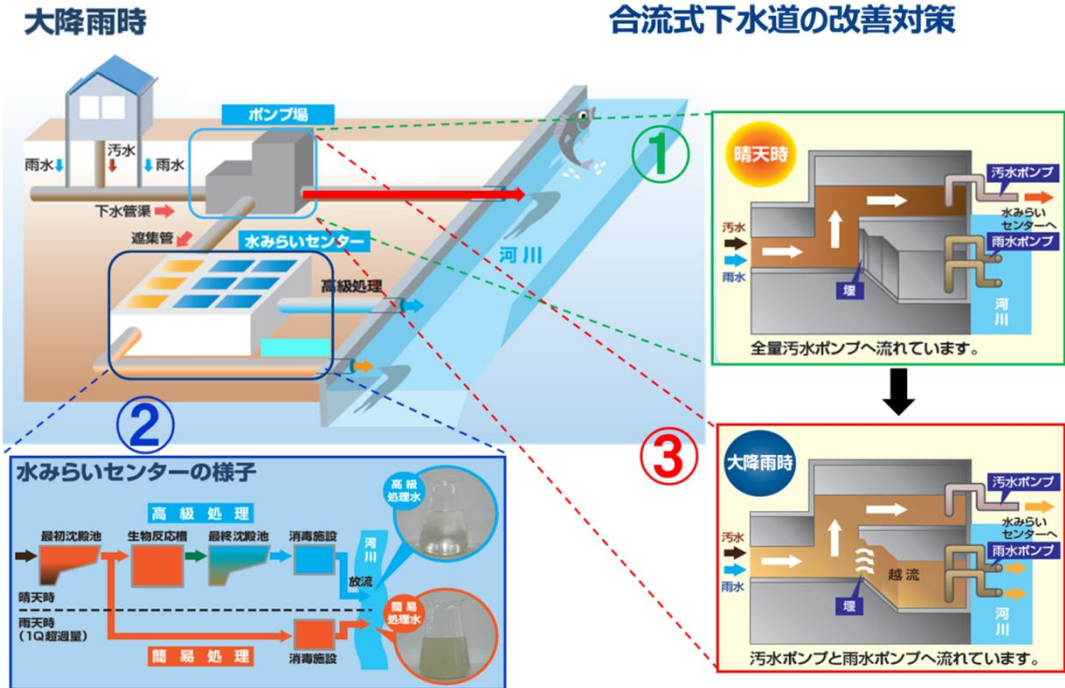 大降雨時
合流式下水道の改善対策
ポンプ場
雨水
汚水
雨水
下水管渠
遮集管
水みらいセンター
高級処理
河川
①
晴天時
汚水ポンプ
水みらい
センターへ
雨水ポンプ
汚水
雨水
堰
河川
全量汚水ポンプへ流れています。
②
水みらいセンターの様子
高級処理
最初沈殿池
生物反応槽
最終沈殿池
消毒施設
河川
放流
高級
処理水
晴天時
雨天時
(1Q超過量)
簡易処理
消毒施設
簡易
処理水
③
大降雨時
汚水ポンプ
水みらい
センターへ
雨水ポンプ
汚水
雨水
越流
堰
河川
汚水ポンプと雨水ポンプへ流れています。